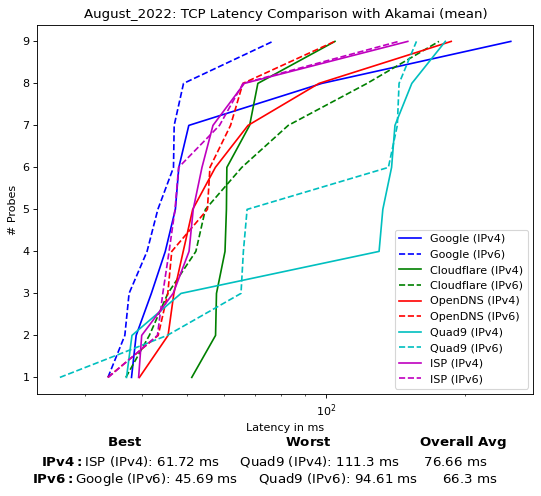 August_2022: TCP Latency Comparison with Akamai (mean)
# Probes
9
8
7
6
5
4
3
2
1
Google (IPv4)
Google (IPv6)
Cloudflare (IPv4)
Cloudflare (IPv6)
OpenDNS (IPv4)
OpenDNS (IPv6)
Quad9 (IPv4)
Quad9 (IPv6)
ISP (IPv4)
ISP (IPv6)
10²
Latency in ms
Best Worst Overall Avg
IPv4: ISP (IPv4): 61.72 ms Quad9 (IPv4): 111.3 ms 76.66 ms
IPv6: Google (IPv6): 45.69 ms Quad9 (IPv6): 94.61 ms 66.3 ms